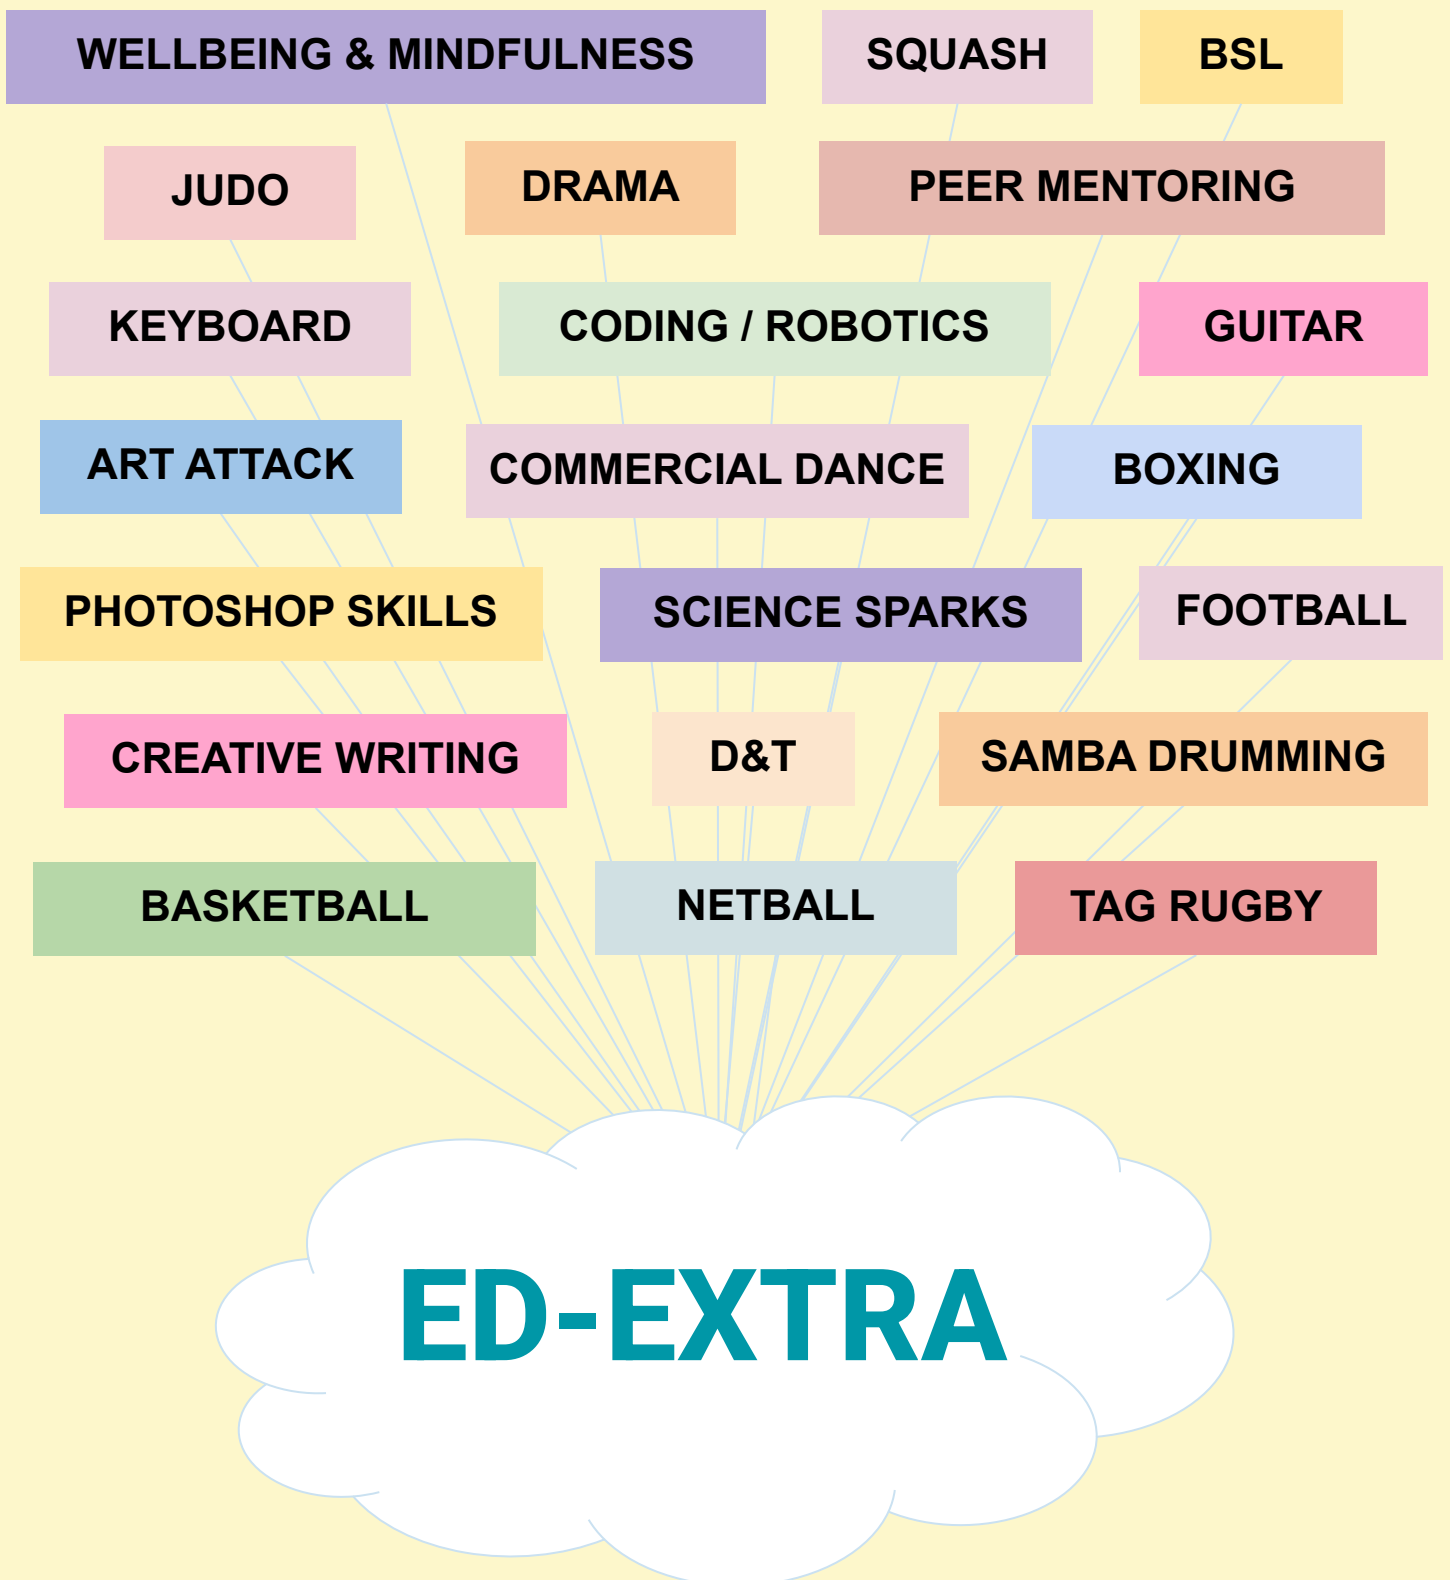 WELLBEING & MINDFULNESS
SQUASH
BSL
JUDO
DRAMA
PEER MENTORING
KEYBOARD
CODING / ROBOTICS
GUITAR
ART ATTACK
COMMERCIAL DANCE
BOXING
PHOTOSHOP SKILLS
SCIENCE SPARKS
FOOTBALL
CREATIVE WRITING
D&T
SAMBA DRUMMING
BASKETBALL
NETBALL
TAG RUGBY
ED-EXTRA